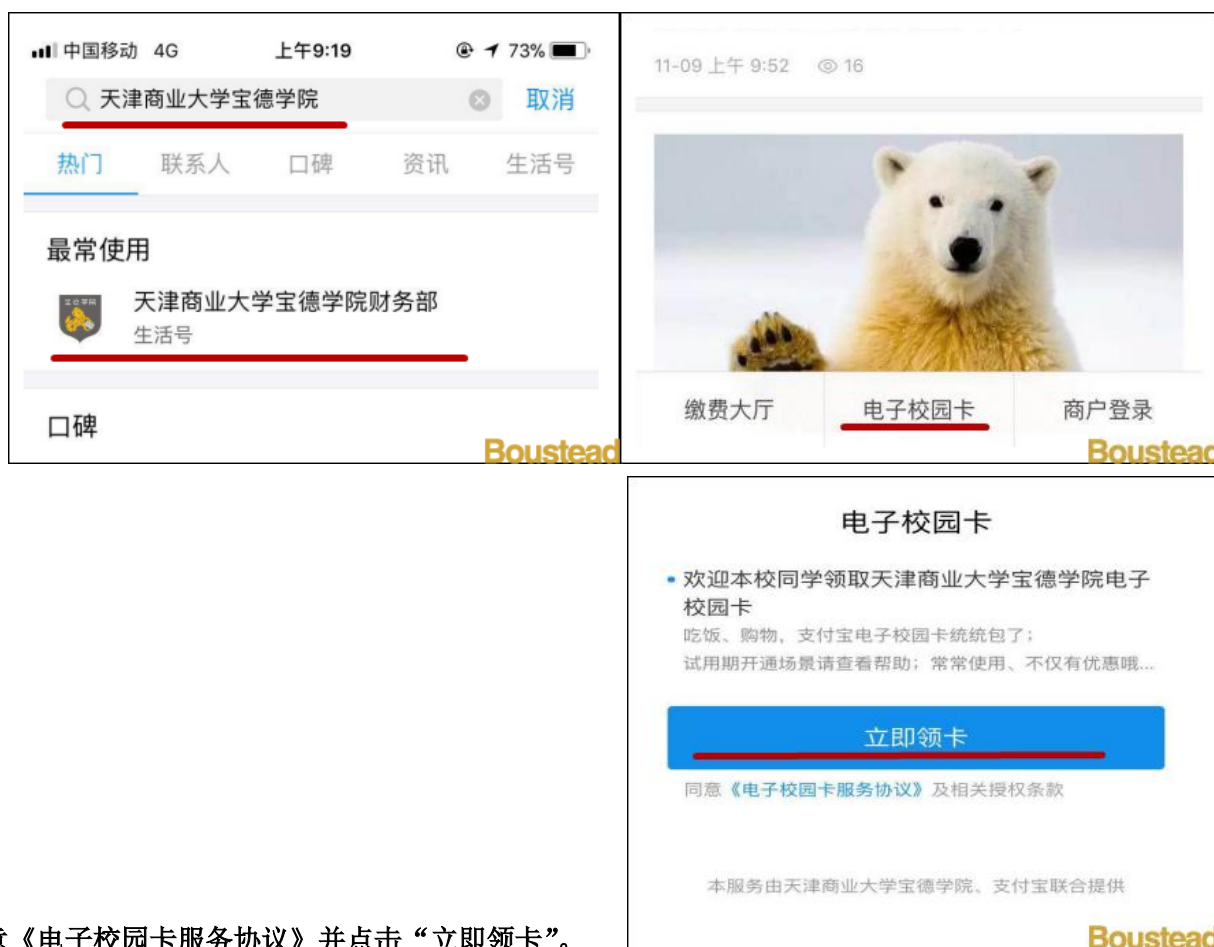 中国移动 4G 上午9:19 73%
天津商业大学宝德学院 取消
热门 联系人 口碑 资讯 生活号
最常使用
宝德学院
天津商业大学宝德学院财务部
生活号
口碑
Boustead
11-09 上午 9:52 16
缴费大厅 电子校园卡 商户登录
Boustead
电子校园卡
欢迎本校同学领取天津商业大学宝德学院电子
校园卡
吃饭、购物，支付宝电子校园卡统统包了；
试用期开通场景请查看帮助；常常使用、不仅有优惠哦...
立即领卡
同意《电子校园卡服务协议》及相关授权条款
本服务由天津商业大学宝德学院、支付宝联合提供
Boustead
意《电子校园卡服务协议》并点击“立即领卡”。